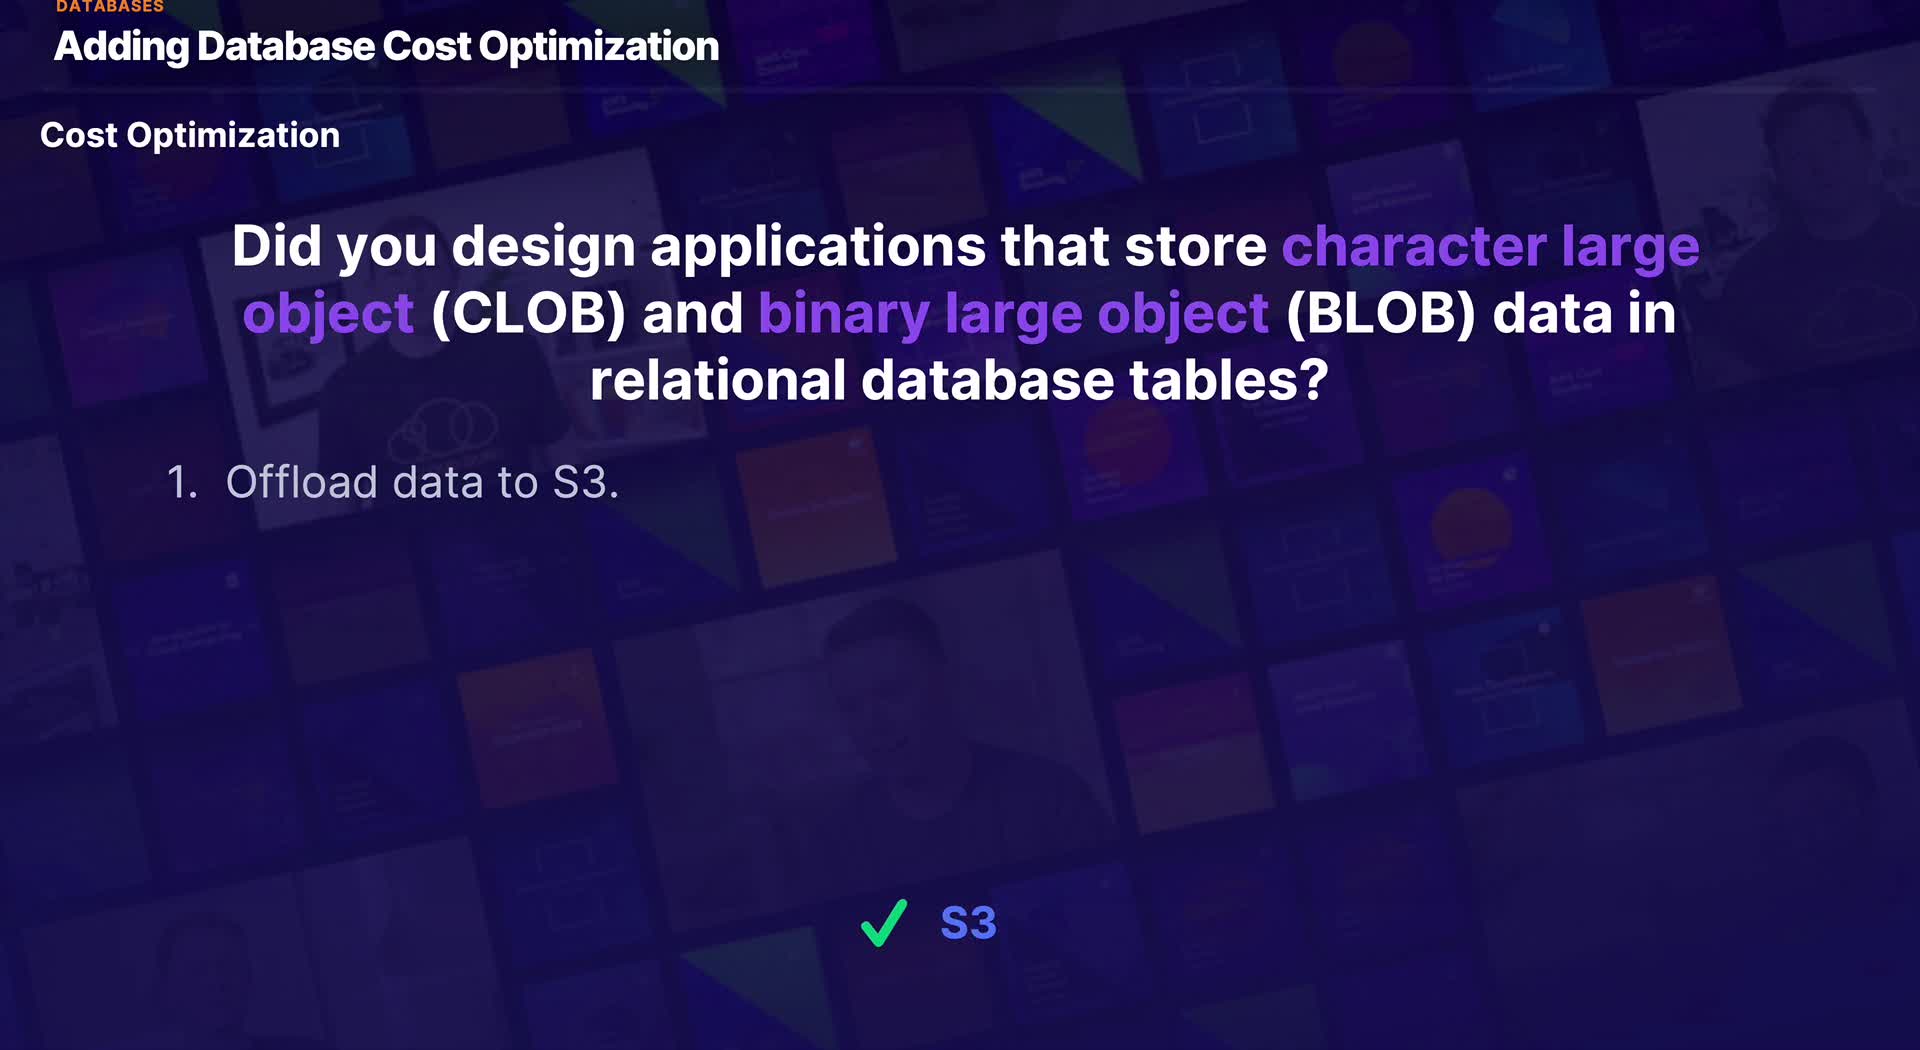 DATABASES
Adding Database Cost Optimization
Cost Optimization
Did you design applications that store character large
object (CLOB) and binary large object (BLOB) data in
relational database tables?
1. Offload data to S3.
S3